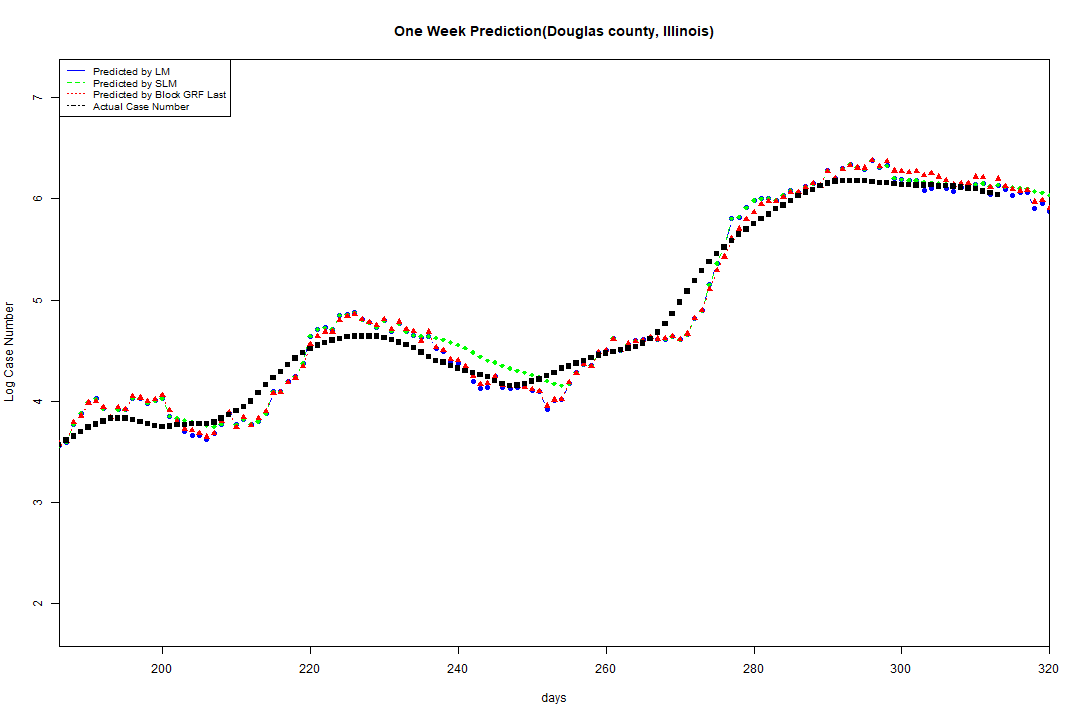 One Week Prediction(Douglas county, Illinois)
Predicted by LM
Predicted by SLM
Predicted by Block GRF Last
Actual Case Number
7
6
5
4
3
2
Log Case Number
200 220 240 260 280 300 320
days